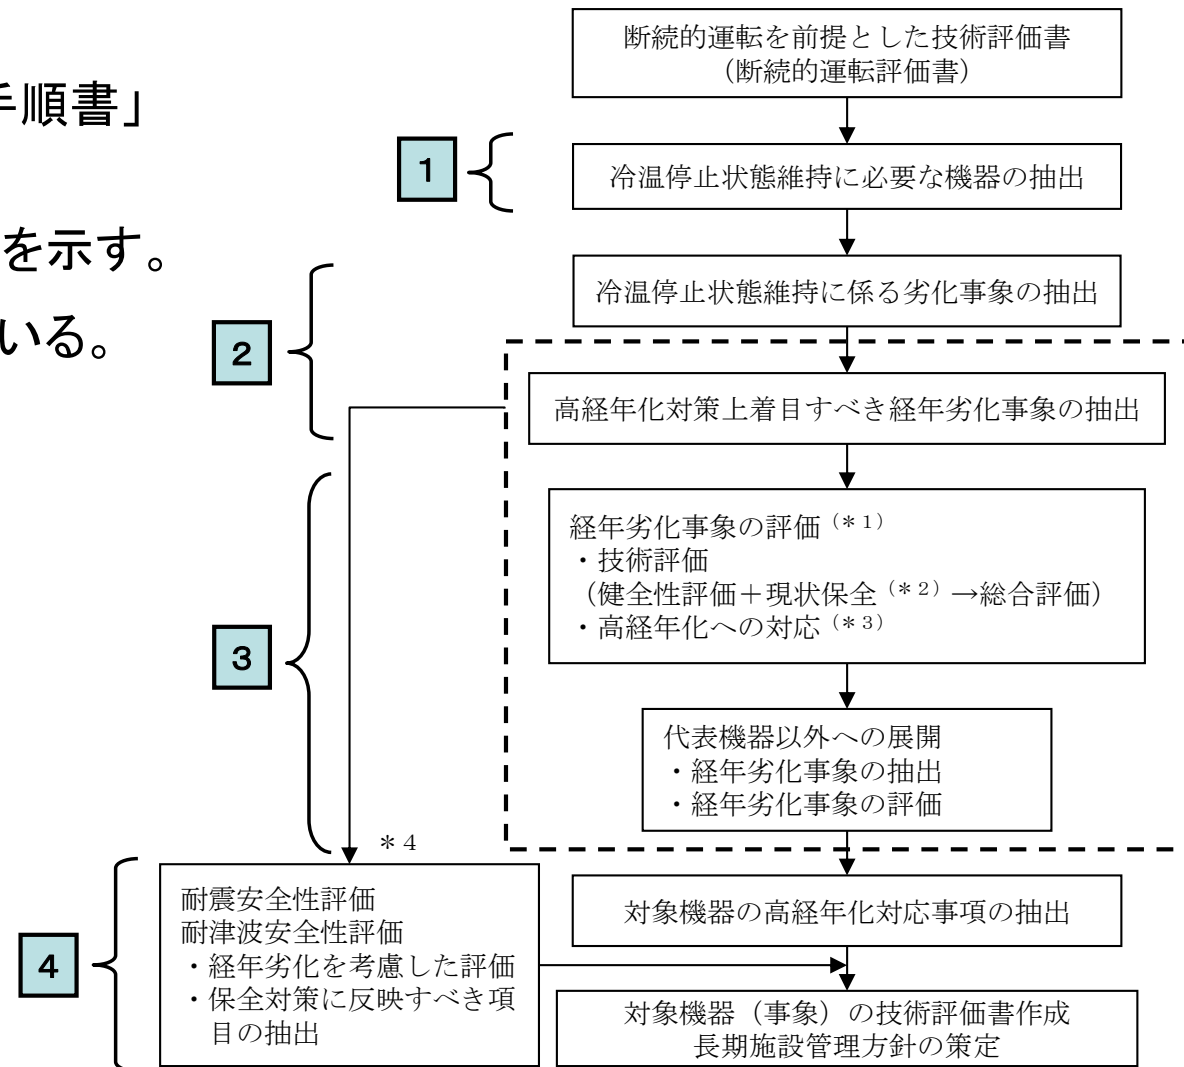 手順書」
を示す。
いる。
断続的運転を前提とした技術評価書
（断続的運転評価書）
1
冷温停止状態維持に必要な機器の抽出
冷温停止状態維持に係る劣化事象の抽出
2
高経年化対策上着目すべき経年劣化事象の抽出
経年劣化事象の評価（＊１）
・技術評価
（健全性評価＋現状保全（＊２）→総合評価）
・高経年化への対応（＊３）
3
代表機器以外への展開
・経年劣化事象の抽出
・経年劣化事象の評価
＊４
耐震安全性評価
耐津波安全性評価
・経年劣化を考慮した評価
・保全対策に反映すべき項
目の抽出
4
対象機器の高経年化対応事項の抽出
対象機器（事象）の技術評価書作成
長期施設管理方針の策定